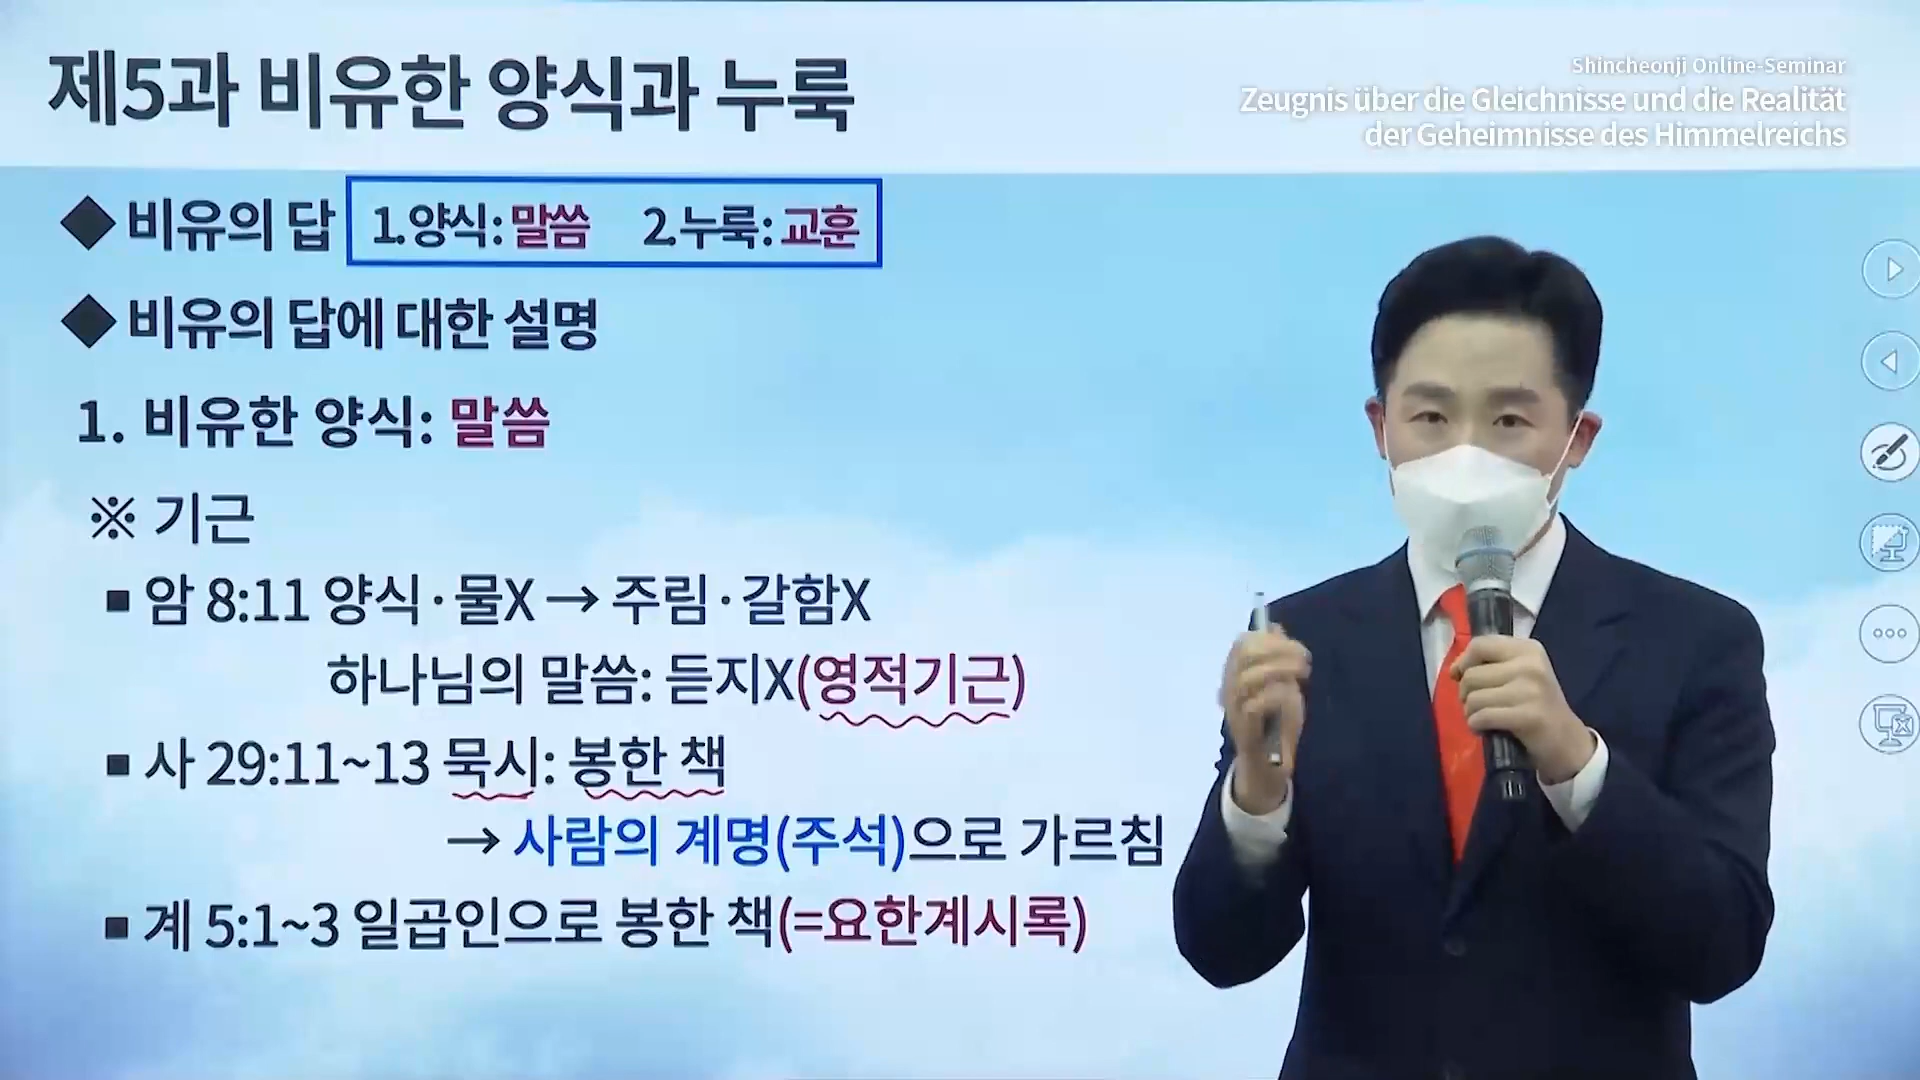 제5과 비유한 양식과 누룩
Shincheonji Online-Seminar
Zeugnis über die Gleichnisse und die Realität
der Geheimnisse des Himmelreichs
◆ 비유의 답 1.양식: 말씀 2.누룩: 교훈
◆ 비유의 답에 대한 설명
1. 비유한 양식: 말씀
※ 기근
▪ 암 8:11 양식·물X → 주림·갈함X
하나님의 말씀: 듣지X(영적기근)
▪ 사 29:11~13 묵시: 봉한 책
→ 사람의 계명(주석)으로 가르침
▪ 계 5:1~3 일곱인으로 봉한 책(=요한계시록)